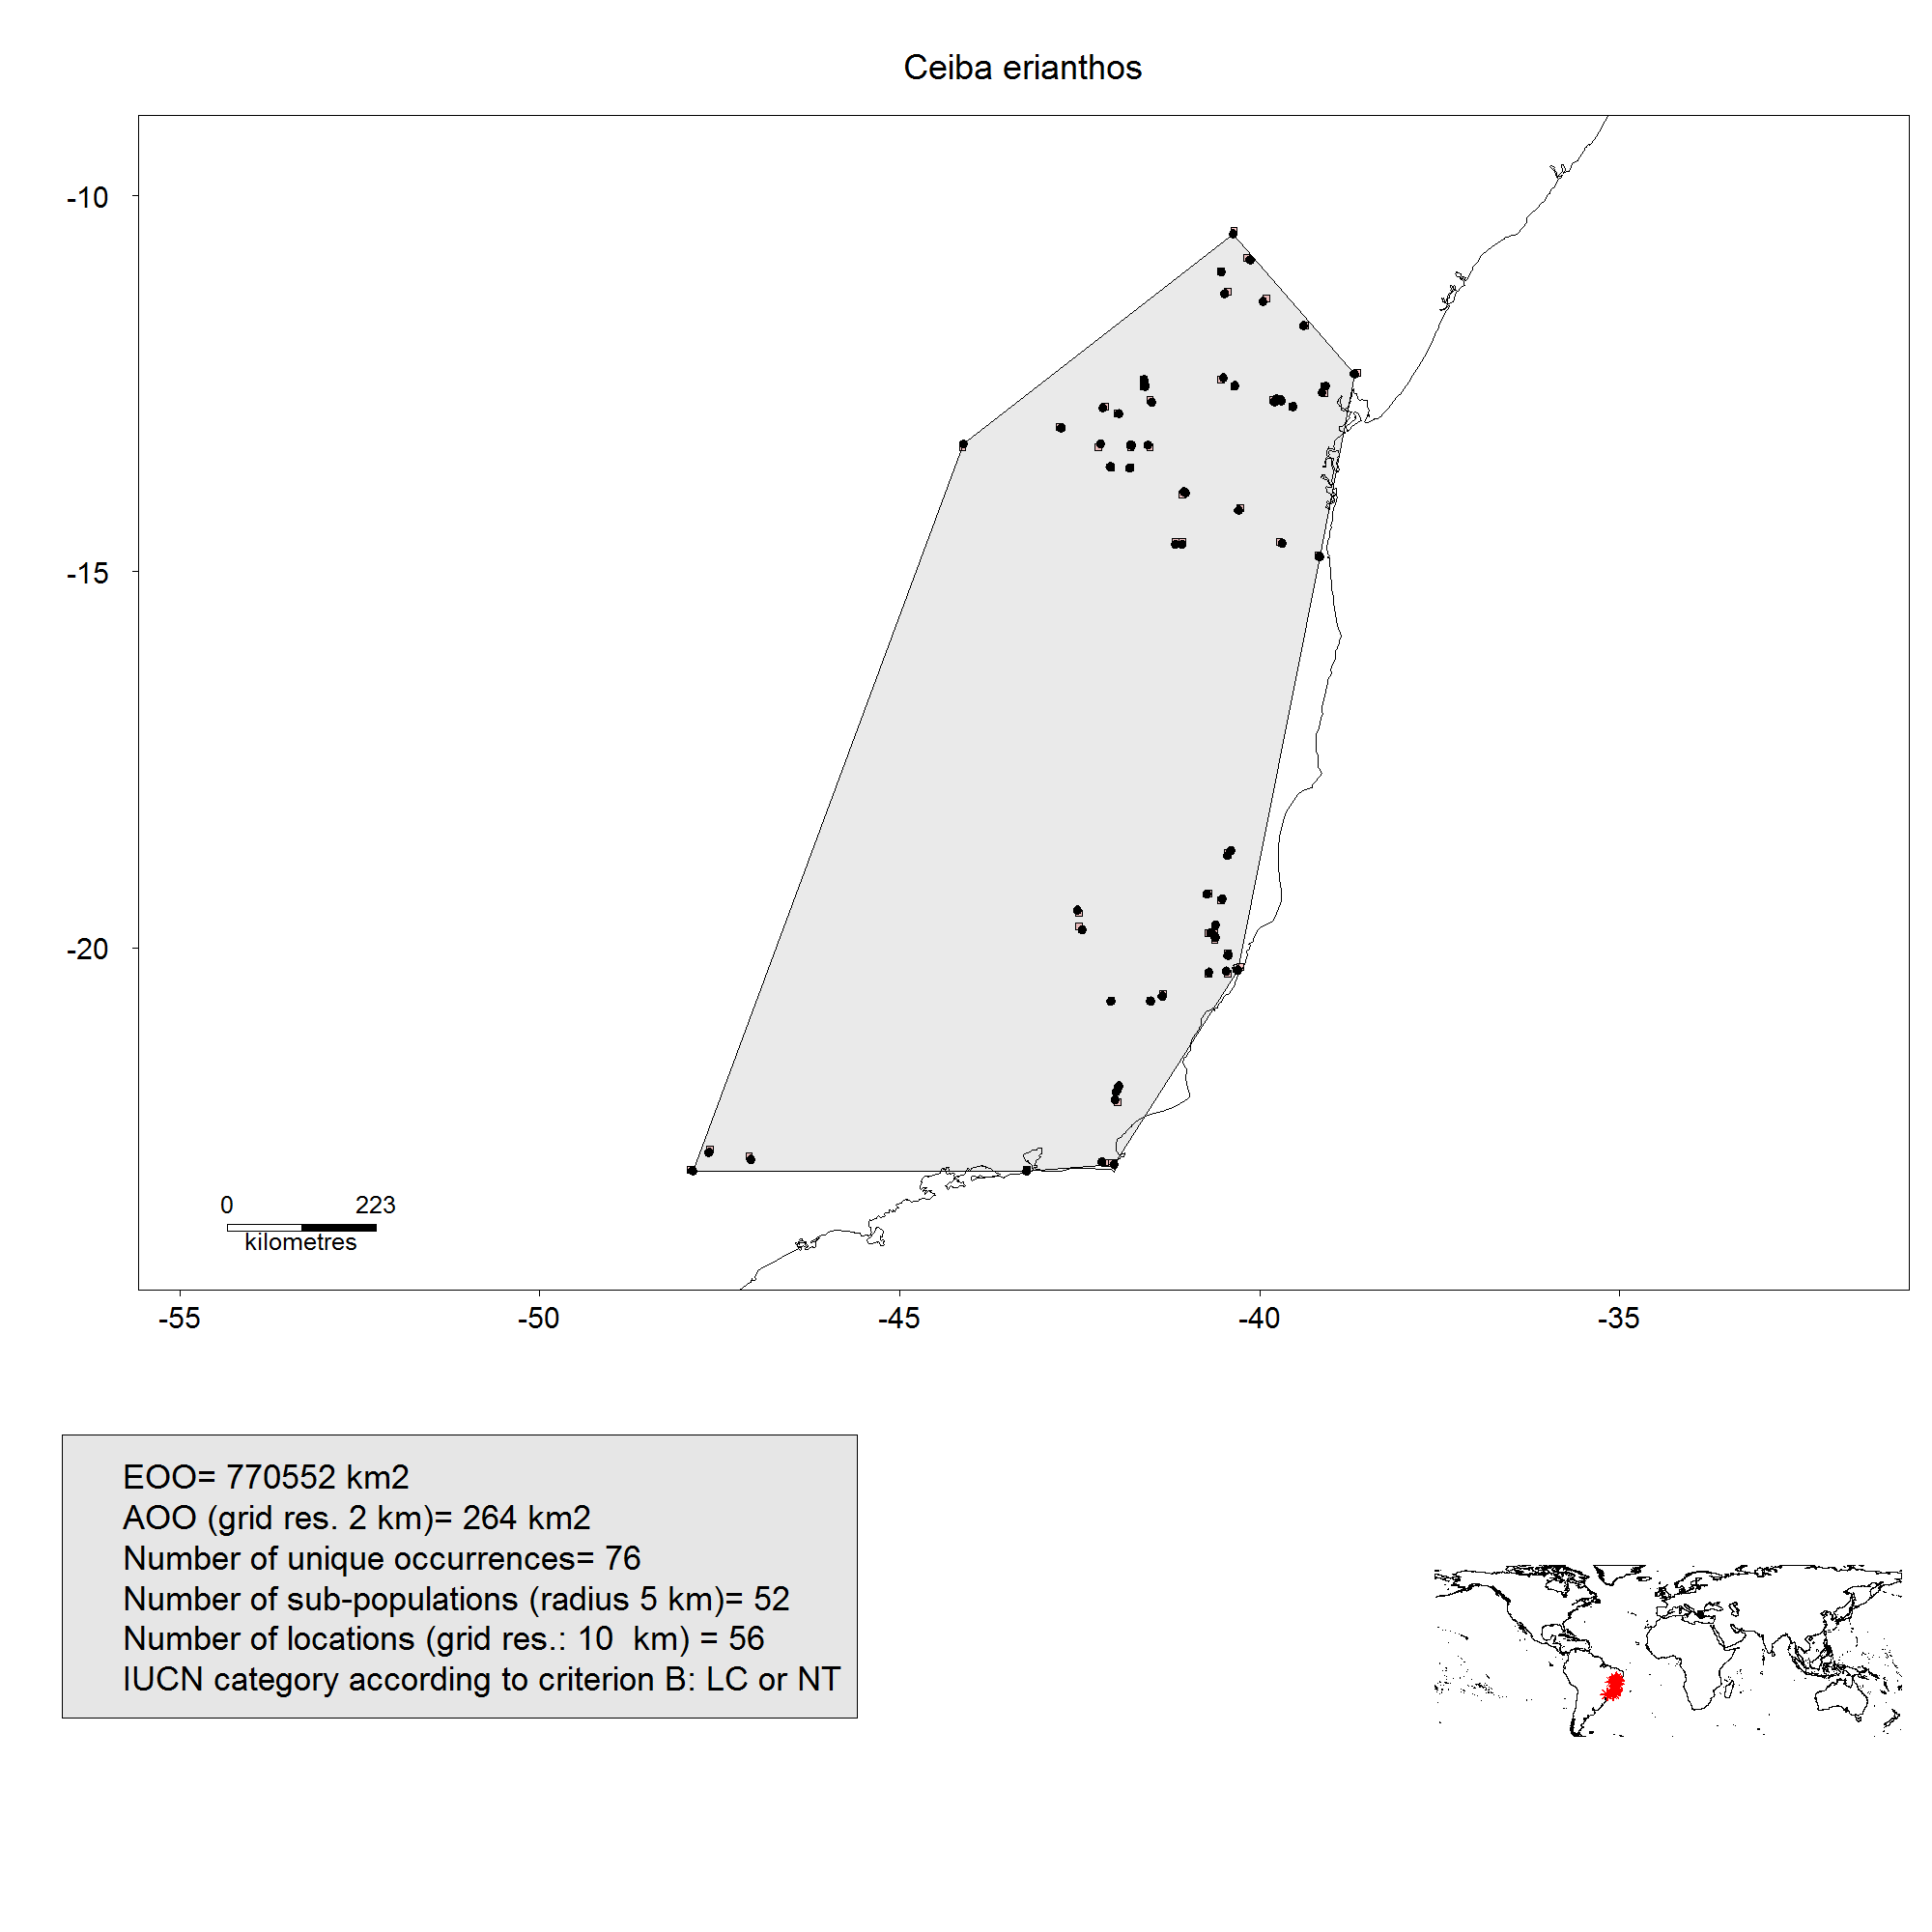 Ceiba erianthos
-10
-15
-20
0 223
kilometres
-55 -50 -45 -40 -35
EOO= 770552 km2
AOO (grid res. 2 km)= 264 km2
Number of unique occurrences= 76
Number of sub-populations (radius 5 km)= 52
Number of locations (grid res.: 10  km) = 56
IUCN category according to criterion B: LC or NT